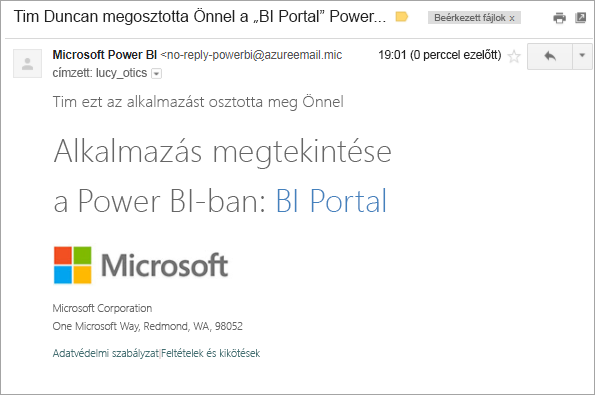 Tim Duncan megosztotta Önnel a „BI Portal” Power... Beérkezett fájlok x
Microsoft Power BI <no-reply-powerbi@azureemail.mic 19:01 (0 perccel ezelőtt)
címzett: lucy_otics
Tim ezt az alkalmazást osztotta meg Önnel
Alkalmazás megtekintése
a Power BI-ban: BI Portal
Microsoft
Microsoft Corporation
One Microsoft Way, Redmond, WA, 98052
Adatvédelmi szabályzat|Feltételek és kikötések